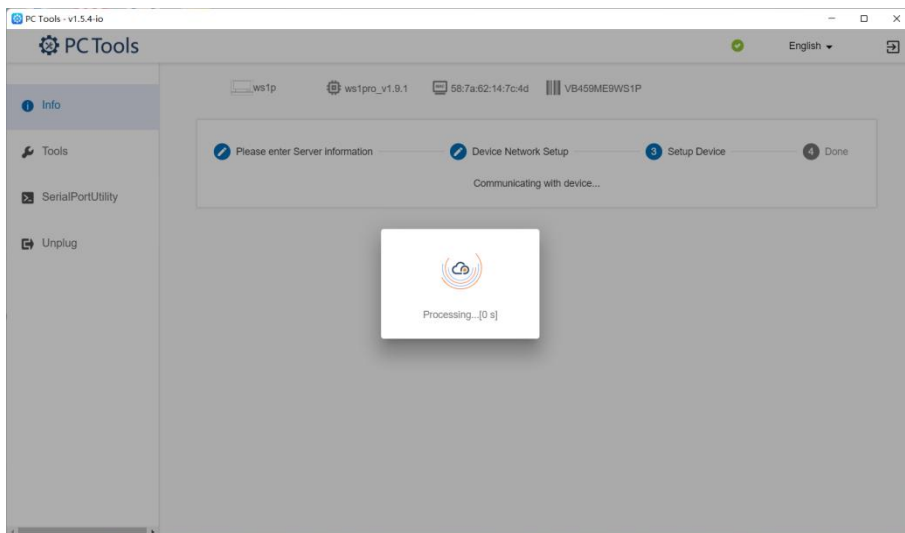 PC Tools - v1.5.4-io
PC Tools
English
ws1p ws1pro_v1.9.1 58:7a:62:14:7c:4d VB459ME9WS1P
Info
Please enter Server information Device Network Setup 3 Setup Device 4 Done
Tools
Communicating with device...
SerialPortUtility
Unplug
Processing...[0 s]